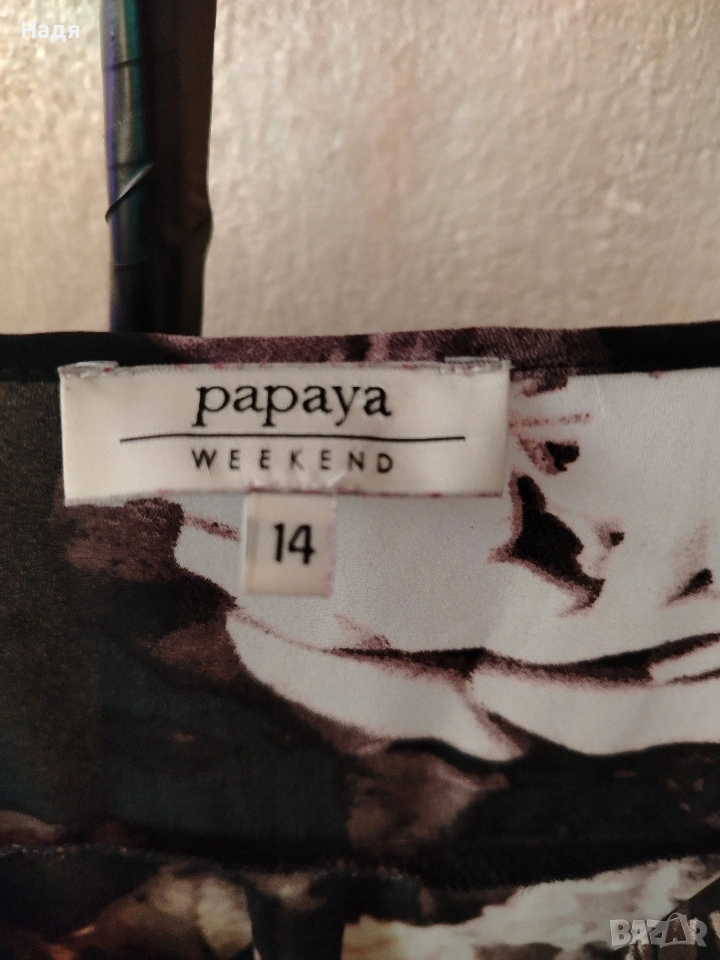 Надя
papaya
WEEKEND
14
BAZAR